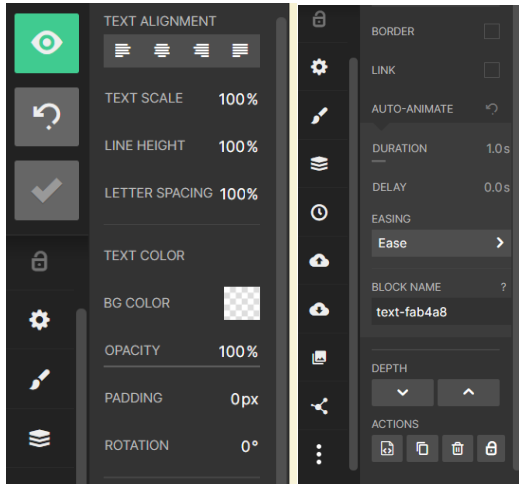 TEXT ALIGNMENT
TEXT SCALE 100%
LINE HEIGHT 100%
LETTER SPACING 100%
TEXT COLOR
BG COLOR
OPACITY 100%
PADDING 0px
ROTATION 0°
BORDER
LINK
AUTO-ANIMATE
DURATION 1.0s
DELAY 0.0s
EASING
Ease
BLOCK NAME ?
text-fab4a8
DEPTH
ACTIONS